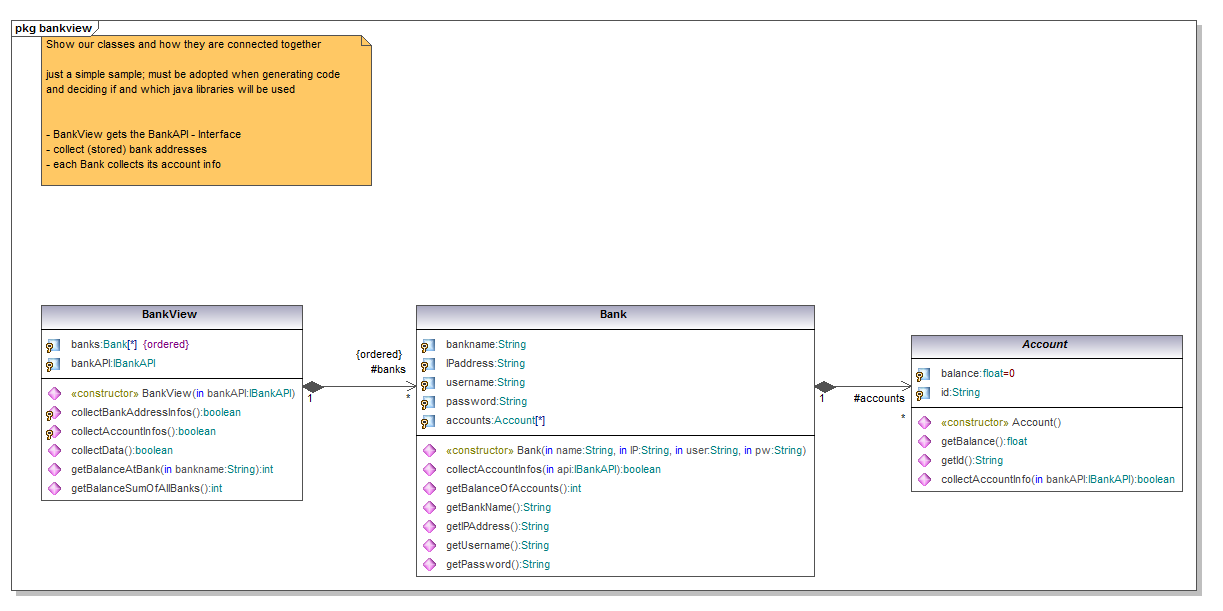 pkg bankview
Show our classes and how they are connected together
just a simple sample; must be adopted when generating code
and deciding if and which java libraries will be used
- BankView gets the BankAPI - Interface
- collect (stored) bank addresses
- each Bank collects its account info
BankView
banks:Bank[*] {ordered}
bankAPI:IBankAPI
«constructor» BankView(in bankAPI:IBankAPI)
collectBankAddressInfos():boolean
collectAccountInfos():boolean
collectData():boolean
getBalanceAtBank(in bankname:String):int
getBalanceSumOfAllBanks():int
{ordered}
#banks
1
*
Bank
bankname:String
IPaddress:String
username:String
password:String
accounts:Account[*]
«constructor» Bank(in name:String, in IP:String, in user:String, in pw:String)
collectAccountInfos(in api:IBankAPI):boolean
getBalanceOfAccounts():int
getBankName():String
getIPAddress():String
getUsername():String
getPassword():String
1
#accounts
*
Account
balance:float=0
id:String
«constructor» Account()
getBalance():float
getId():String
collectAccountInfo(in bankAPI:IBankAPI):boolean